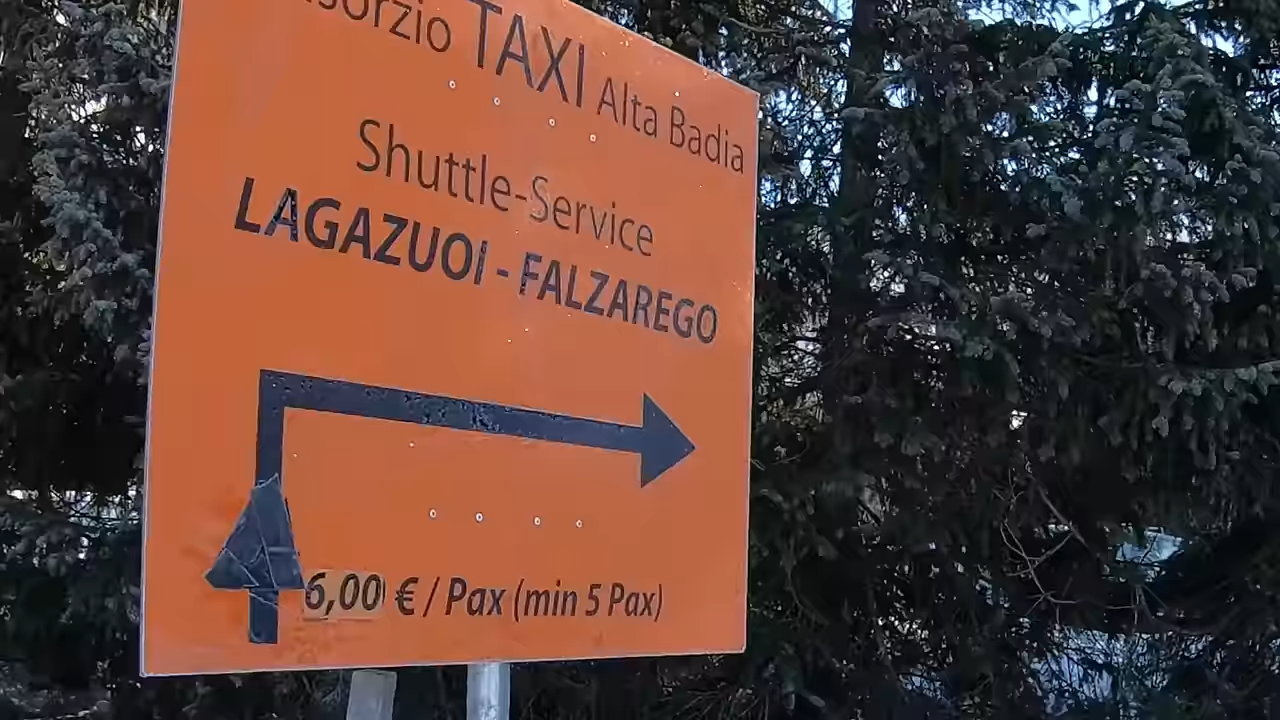 sorzio TAXI Alta Badia
Shuttle-Service
LAGAZUOI - FALZAREGO
6,00 € / Pax (min 5 Pax)